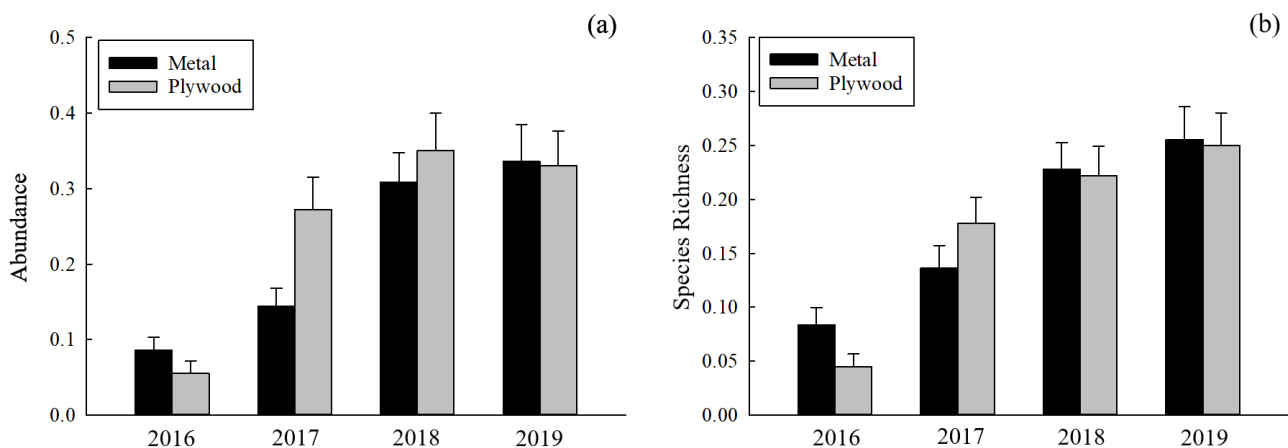 (a)
Metal
Plywood
Abundance
0.5
0.4
0.3
0.2
0.1
0.0
2016 2017 2018 2019
(b)
Metal
Plywood
Species Richness
0.35
0.30
0.25
0.20
0.15
0.10
0.05
0.00
2016 2017 2018 2019